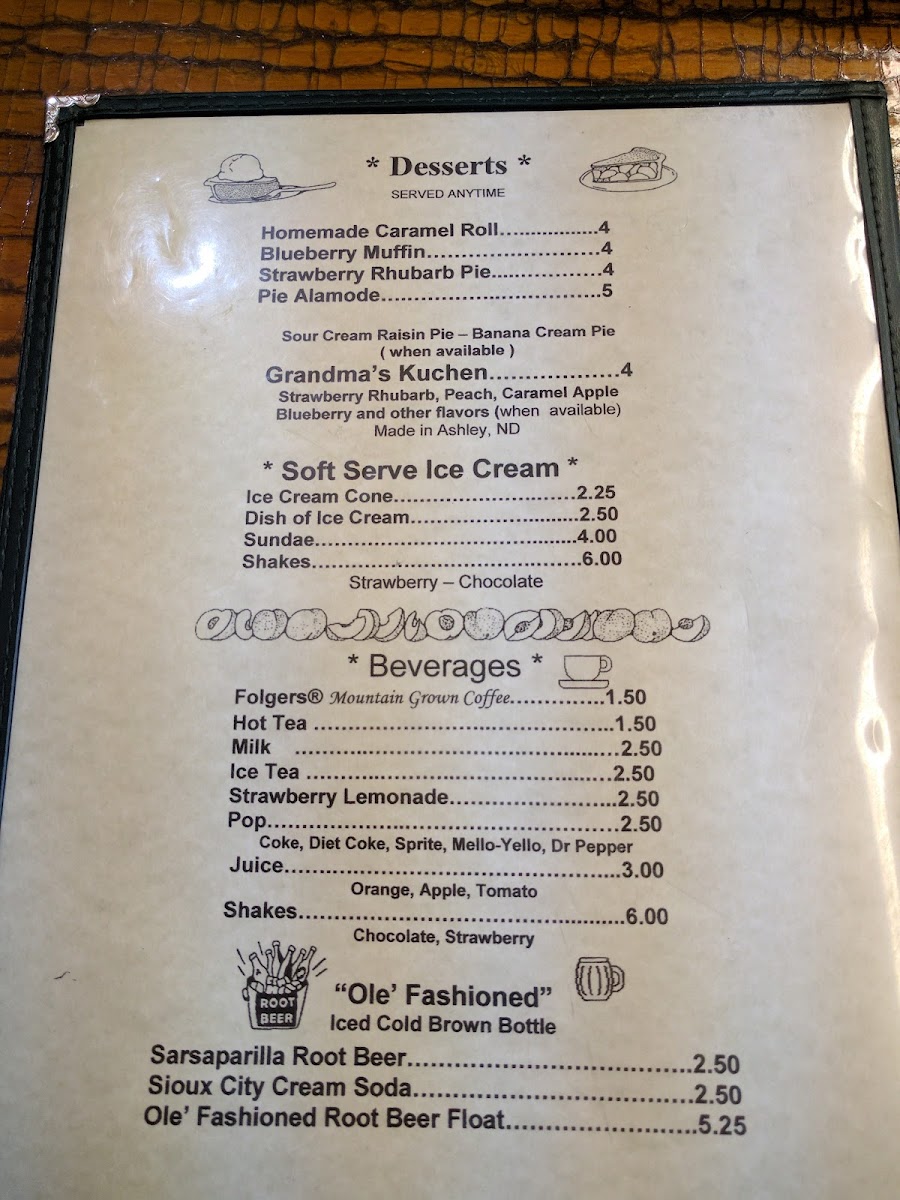 * Desserts *
SERVED ANYTIME
Homemade Caramel Roll..................4
Blueberry Muffin............................4
Strawberry Rhubarb Pie..................4
Pie Alamode....................................5
Sour Cream Raisin Pie – Banana Cream Pie
( when available )
Grandma's Kuchen...................4
Strawberry Rhubarb, Peach, Caramel Apple
Blueberry and other flavors (when available)
Made in Ashley, ND
* Soft Serve Ice Cream *
Ice Cream Cone..............................2.25
Dish of Ice Cream...........................2.50
Sundae...........................................4.00
Shakes...........................................6.00
Strawberry – Chocolate
* Beverages *
Folgers® Mountain Grown Coffee...............1.50
Hot Tea ................................................1.50
Milk ....................................................2.50
Ice Tea .................................................2.50
Strawberry Lemonade...........................2.50
Pop........................................................2.50
Coke, Diet Coke, Sprite, Mello-Yello, Dr Pepper
Juice......................................................3.00
Orange, Apple, Tomato
Shakes...................................................6.00
Chocolate, Strawberry
ROOT
BEER
"Ole' Fashioned"
Iced Cold Brown Bottle
Sarsaparilla Root Beer.......................................2.50
Sioux City Cream Soda......................................2.50
Ole' Fashioned Root Beer Float..........................5.25